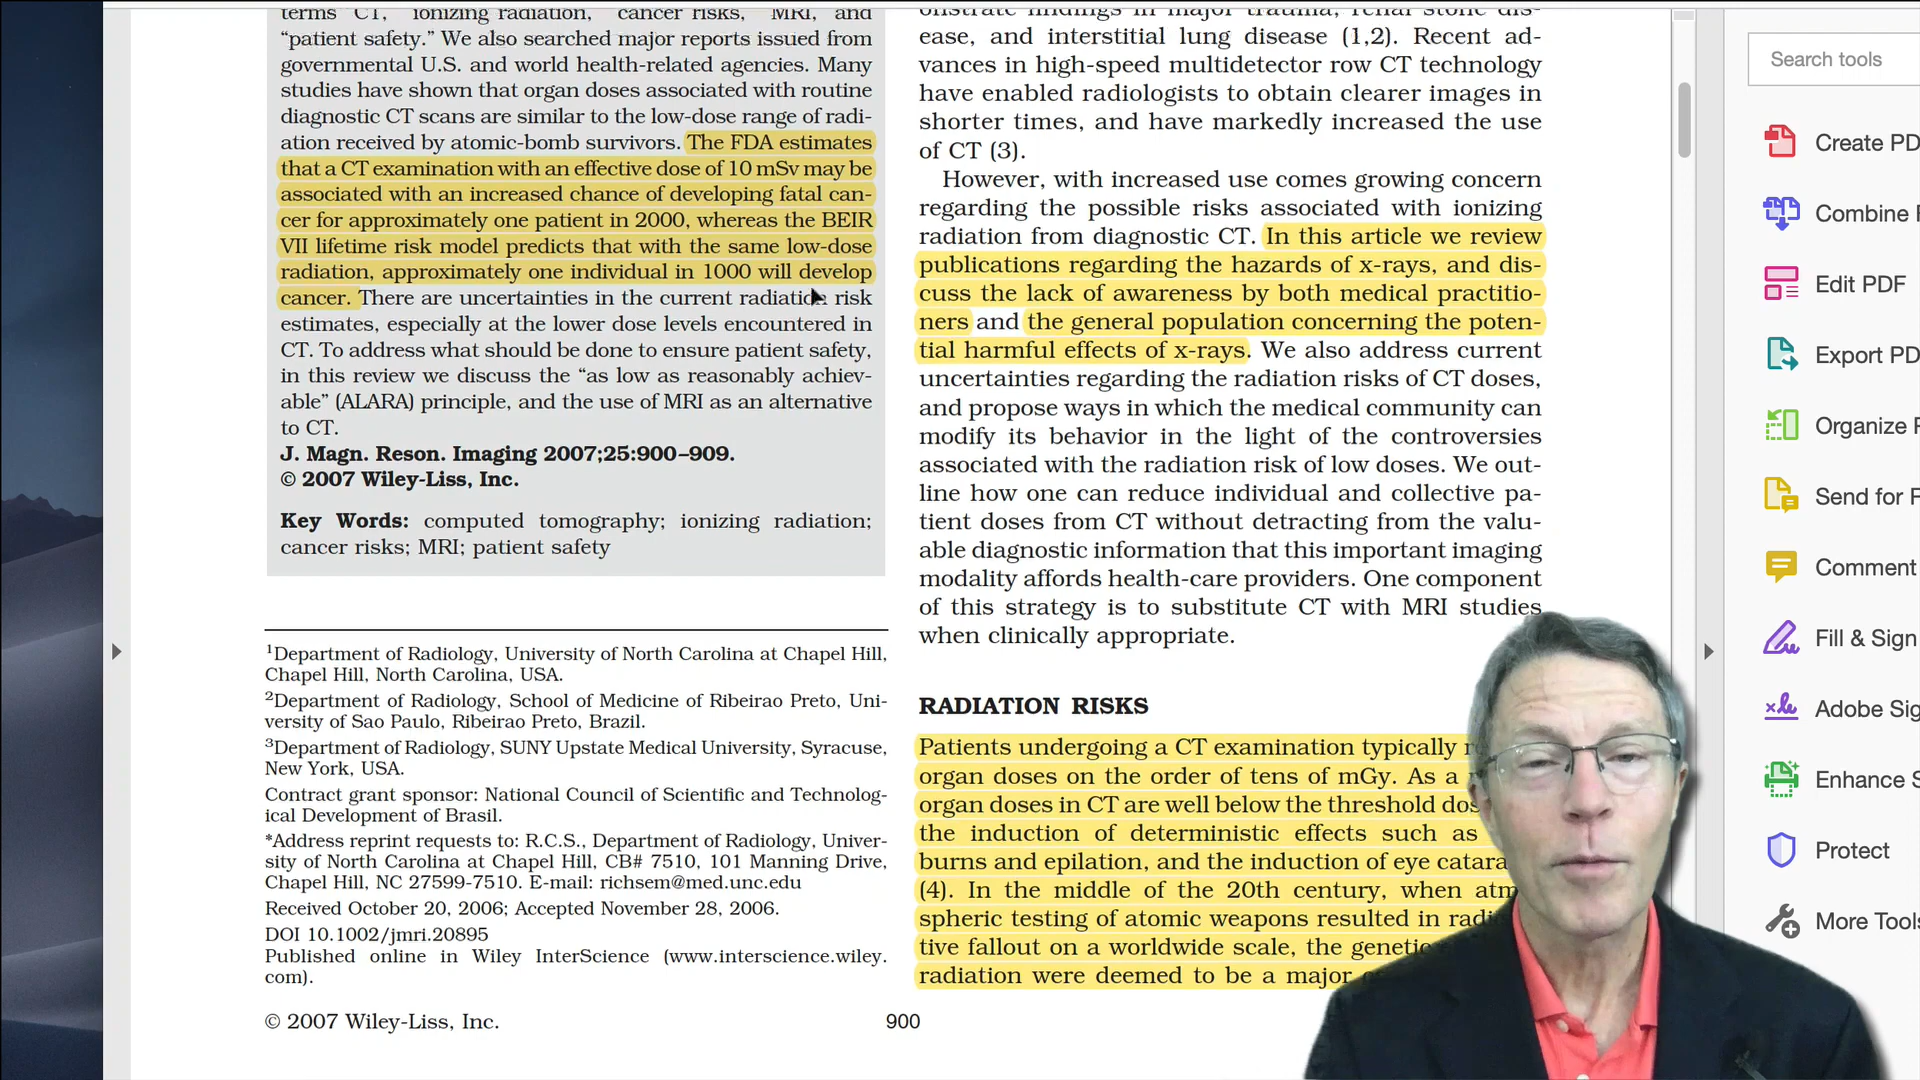 terms CT, ionizing radiation, cancer risks, MRI, and
“patient safety.” We also searched major reports issued from
governmental U.S. and world health-related agencies. Many
studies have shown that organ doses associated with routine
diagnostic CT scans are similar to the low-dose range of radi-
ation received by atomic-bomb survivors. The FDA estimates
that a CT examination with an effective dose of 10 mSv may be
associated with an increased chance of developing fatal can-
cer for approximately one patient in 2000, whereas the BEIR
VII lifetime risk model predicts that with the same low-dose
radiation, approximately one individual in 1000 will develop
cancer. There are uncertainties in the current radiation risk
estimates, especially at the lower dose levels encountered in
CT. To address what should be done to ensure patient safety,
in this review we discuss the “as low as reasonably achiev-
able” (ALARA) principle, and the use of MRI as an alternative
to CT.
J. Magn. Reson. Imaging 2007;25:900–909.
© 2007 Wiley-Liss, Inc.
Key Words: computed tomography; ionizing radiation;
cancer risks; MRI; patient safety
1Department of Radiology, University of North Carolina at Chapel Hill,
Chapel Hill, North Carolina, USA.
2Department of Radiology, School of Medicine of Ribeirao Preto, Uni-
versity of Sao Paulo, Ribeirao Preto, Brazil.
3Department of Radiology, SUNY Upstate Medical University, Syracuse,
New York, USA.
Contract grant sponsor: National Council of Scientific and Technolog-
ical Development of Brasil.
*Address reprint requests to: R.C.S., Department of Radiology, Univer-
sity of North Carolina at Chapel Hill, CB# 7510, 101 Manning Drive,
Chapel Hill, NC 27599-7510. E-mail: richsem@med.unc.edu
Received October 20, 2006; Accepted November 28, 2006.
DOI 10.1002/jmri.20895
Published online in Wiley InterScience (www.interscience.wiley.
com).
© 2007 Wiley-Liss, Inc.
900
onstrate findings in major trauma, renal stone dis-
ease, and interstitial lung disease (1,2). Recent ad-
vances in high-speed multidetector row CT technology
have enabled radiologists to obtain clearer images in
shorter times, and have markedly increased the use
of CT (3).
However, with increased use comes growing concern
regarding the possible risks associated with ionizing
radiation from diagnostic CT. In this article we review
publications regarding the hazards of x-rays, and dis-
cuss the lack of awareness by both medical practitio-
ners and the general population concerning the poten-
tial harmful effects of x-rays. We also address current
uncertainties regarding the radiation risks of CT doses,
and propose ways in which the medical community can
modify its behavior in the light of the controversies
associated with the radiation risk of low doses. We out-
line how one can reduce individual and collective pa-
tient doses from CT without detracting from the valu-
able diagnostic information that this important imaging
modality affords health-care providers. One component
of this strategy is to substitute CT with MRI studies
when clinically appropriate.
RADIATION RISKS
Patients undergoing a CT examination typically
organ doses on the order of tens of mGy. As a
organ doses in CT are well below the threshold
the induction of deterministic effects such as
burns and epilation, and the induction of eye
(4). In the middle of the 20th century, when
spheric testing of atomic weapons resulted in
tive fallout on a worldwide scale, the
radiation were deemed to be a major
Search tools
Create PD
Combine F
Edit PDF
Export PD
Organize P
Send for
Comment
Fill & Sign
Adobe Sig
Enhance S
Protect
More Tools